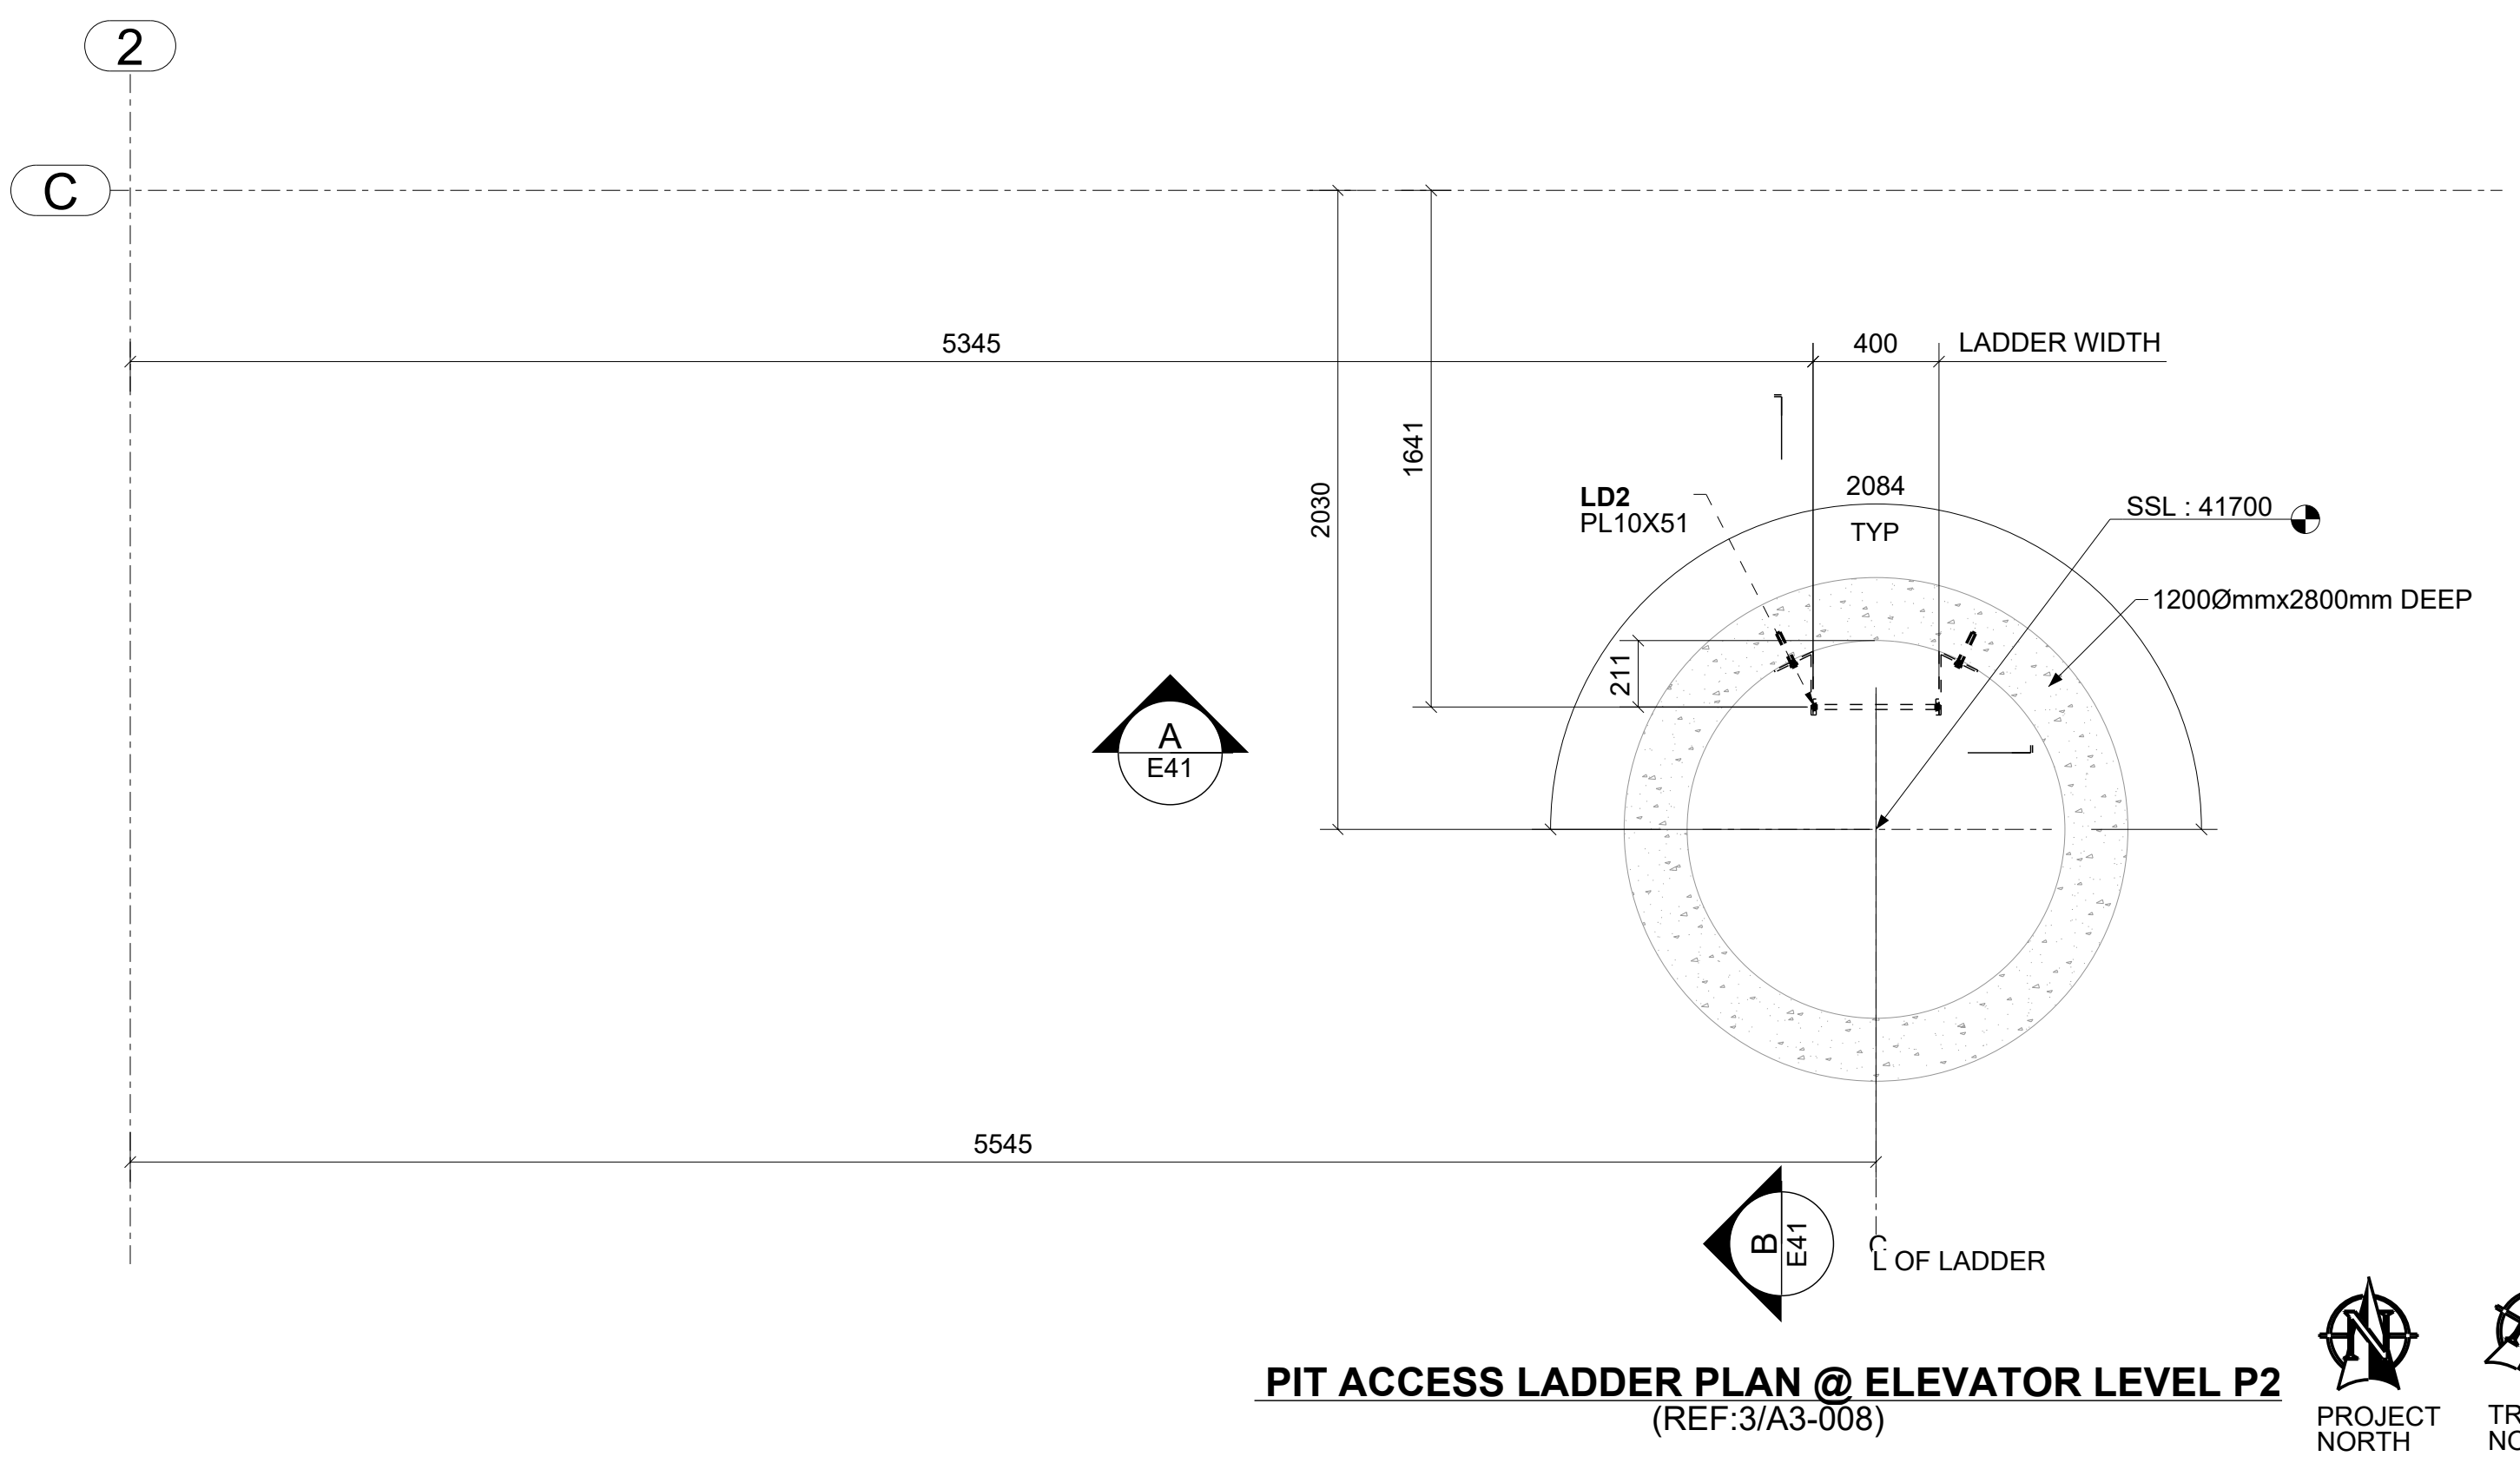 2
C
5345
400
LADDER WIDTH
1641
2030
LD2
PL10X51
2084
TYP
SSL : 41700
1200ØmmX2800mm DEEP
211
A
E41
5545
B
E41
C
L OF LADDER
N
PIT ACCESS LADDER PLAN @ ELEVATOR LEVEL P2
(REF:3/A3-008)
PROJECT
NORTH